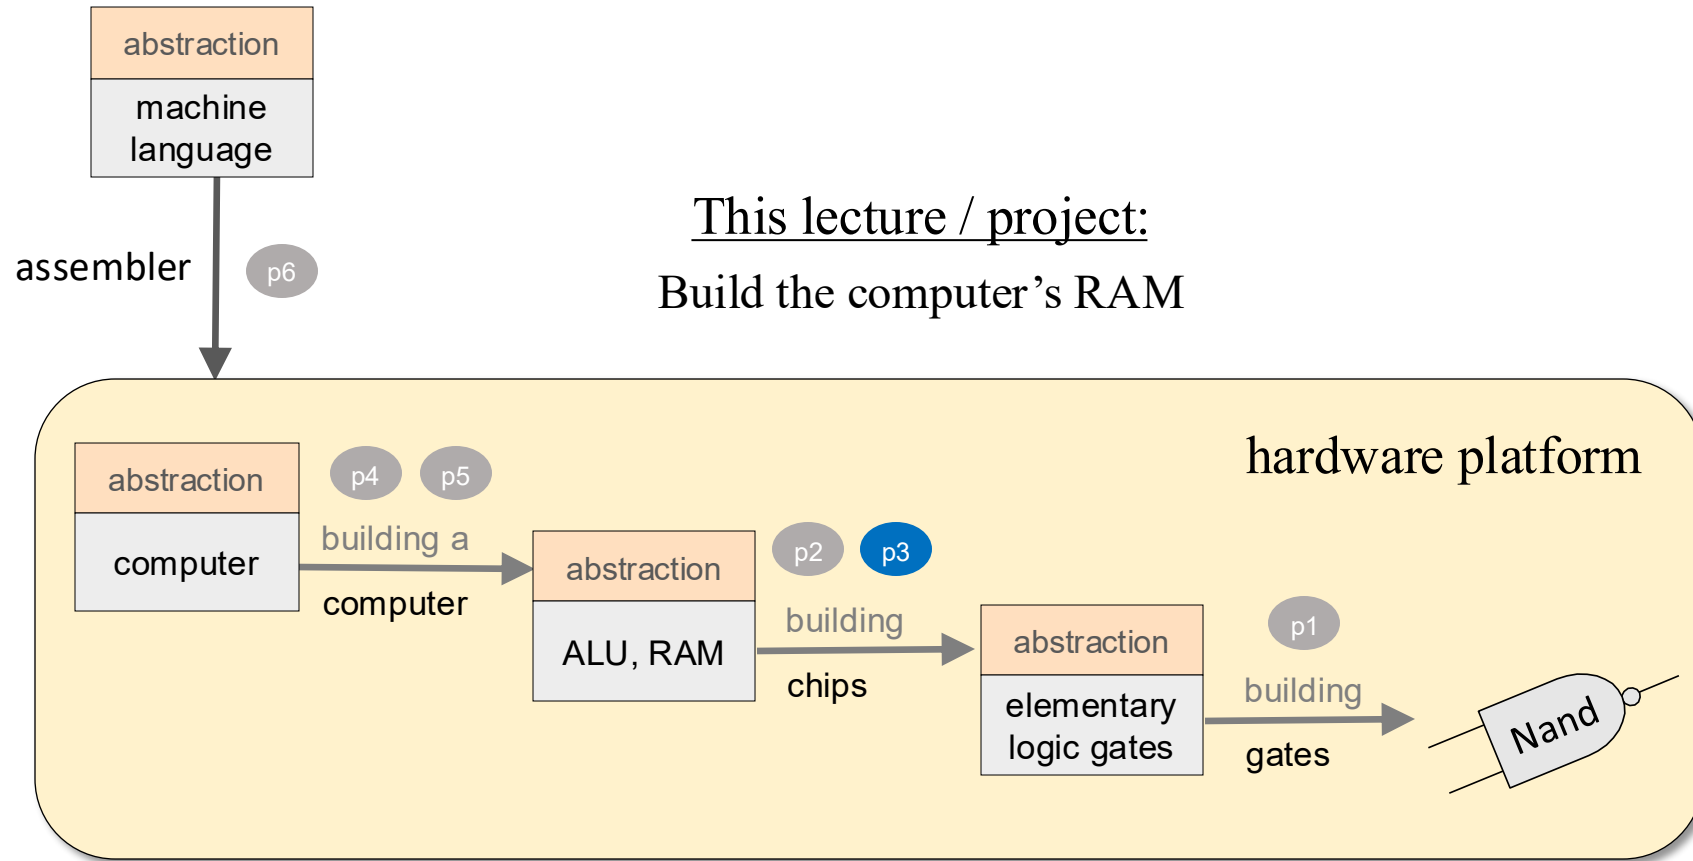 abstraction
machine
language
assembler
p6
This lecture / project:
Build the computer’s RAM
hardware platform
abstraction
computer
p4
p5
building a
computer
abstraction
ALU, RAM
p2
p3
building
chips
abstraction
elementary
logic gates
p1
building
gates
Nand